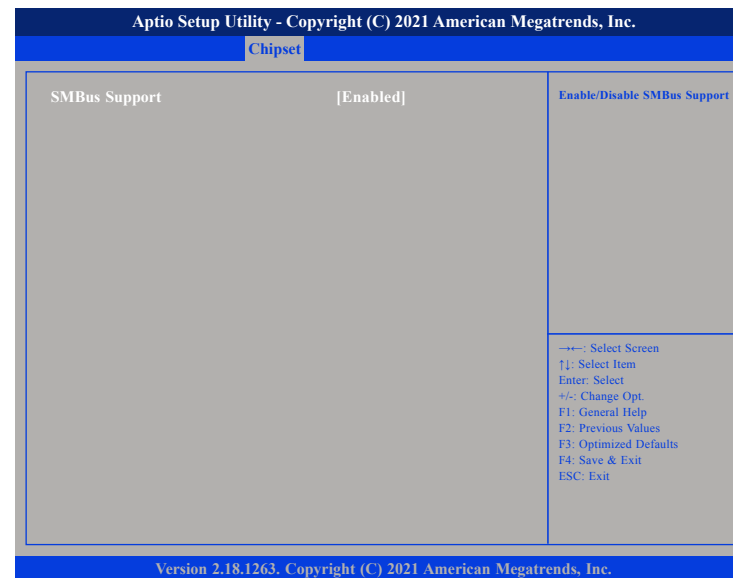 Aptio Setup Utility - Copyright (C) 2021 American Megatrends, Inc.
Chipset
SMBus Support [Enabled]
Enable/Disable SMBus Support
→←: Select Screen
↑↓: Select Item
Enter: Select
+/-: Change Opt.
F1: General Help
F2: Previous Values
F3: Optimized Defaults
F4: Save & Exit
ESC: Exit
Version 2.18.1263. Copyright (C) 2021 American Megatrends, Inc.